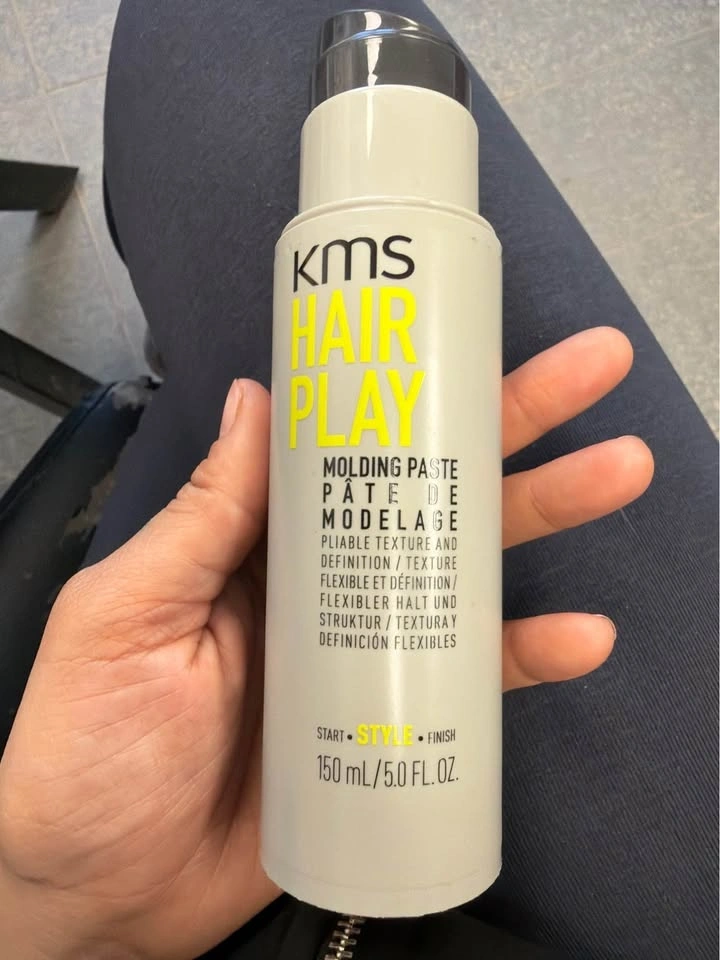 KMS
HAIR
PLAY
MOLDING PASTE
PÂTE DE
MODELAGE
PLIABLE TEXTURE AND
DEFINITION / TEXTURE
FLEXIBLE ET DÉFINITION /
FLEXIBLER HALT UND
STRUKTUR / TEXTURA Y
DEFINICIÓN FLEXIBLES
START • STYLE • FINISH
150 mL/5.0 FL.OZ.